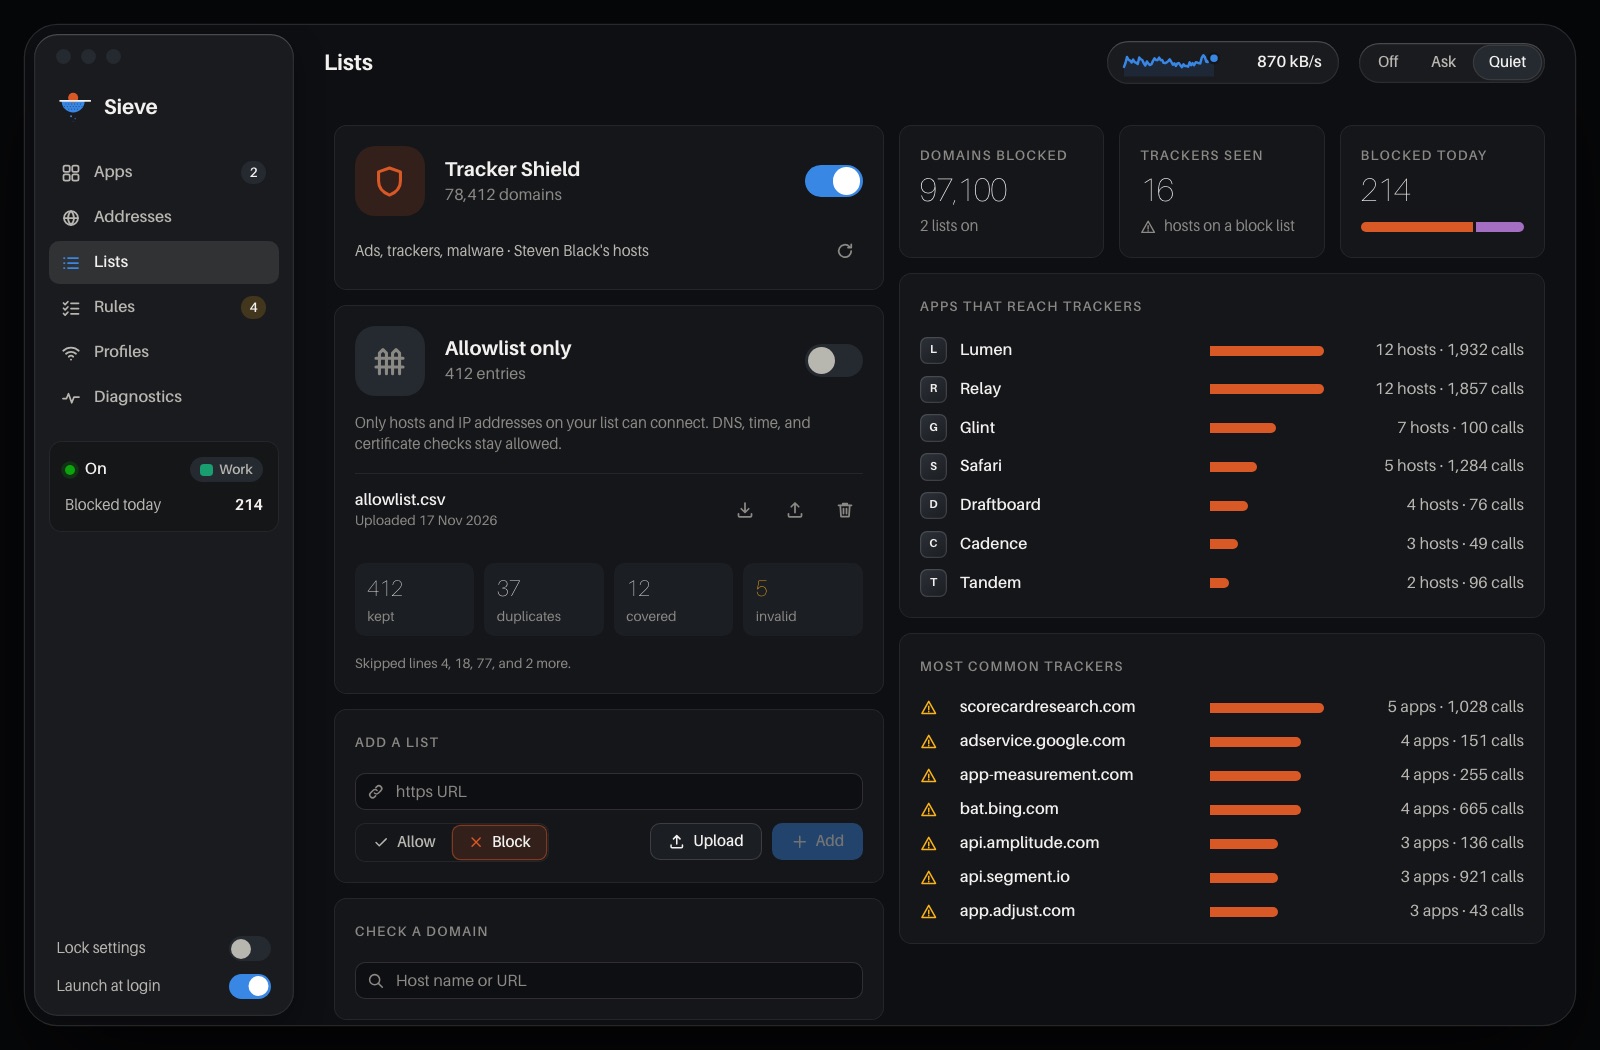 Sieve
Apps 2
Addresses
Lists
Rules 4
Profiles
Diagnostics
On Work
Blocked today 214
Lock settings
Launch at login
Lists
870 kB/s
Off Ask Quiet
Tracker Shield
78,412 domains
Ads, trackers, malware · Steven Black's hosts
Allowlist only
412 entries
Only hosts and IP addresses on your list can connect. DNS, time, and
certificate checks stay allowed.
allowlist.csv
Uploaded 17 Nov 2026
412 37 12 5
kept duplicates covered invalid
Skipped lines 4, 18, 77, and 2 more.
ADD A LIST
https URL
Allow Block Upload Add
CHECK A DOMAIN
Host name or URL
DOMAINS BLOCKED
97,100
2 lists on
TRACKERS SEEN
16
hosts on a block list
BLOCKED TODAY
214
APPS THAT REACH TRACKERS
L Lumen 12 hosts · 1,932 calls
R Relay 12 hosts · 1,857 calls
G Glint 7 hosts · 100 calls
S Safari 5 hosts · 1,284 calls
D Draftboard 4 hosts · 76 calls
C Cadence 3 hosts · 49 calls
T Tandem 2 hosts · 96 calls
MOST COMMON TRACKERS
scorecardresearch.com 5 apps · 1,028 calls
adservice.google.com 4 apps · 151 calls
app-measurement.com 4 apps · 255 calls
bat.bing.com 4 apps · 665 calls
api.amplitude.com 3 apps · 136 calls
api.segment.io 3 apps · 921 calls
app.adjust.com 3 apps · 43 calls